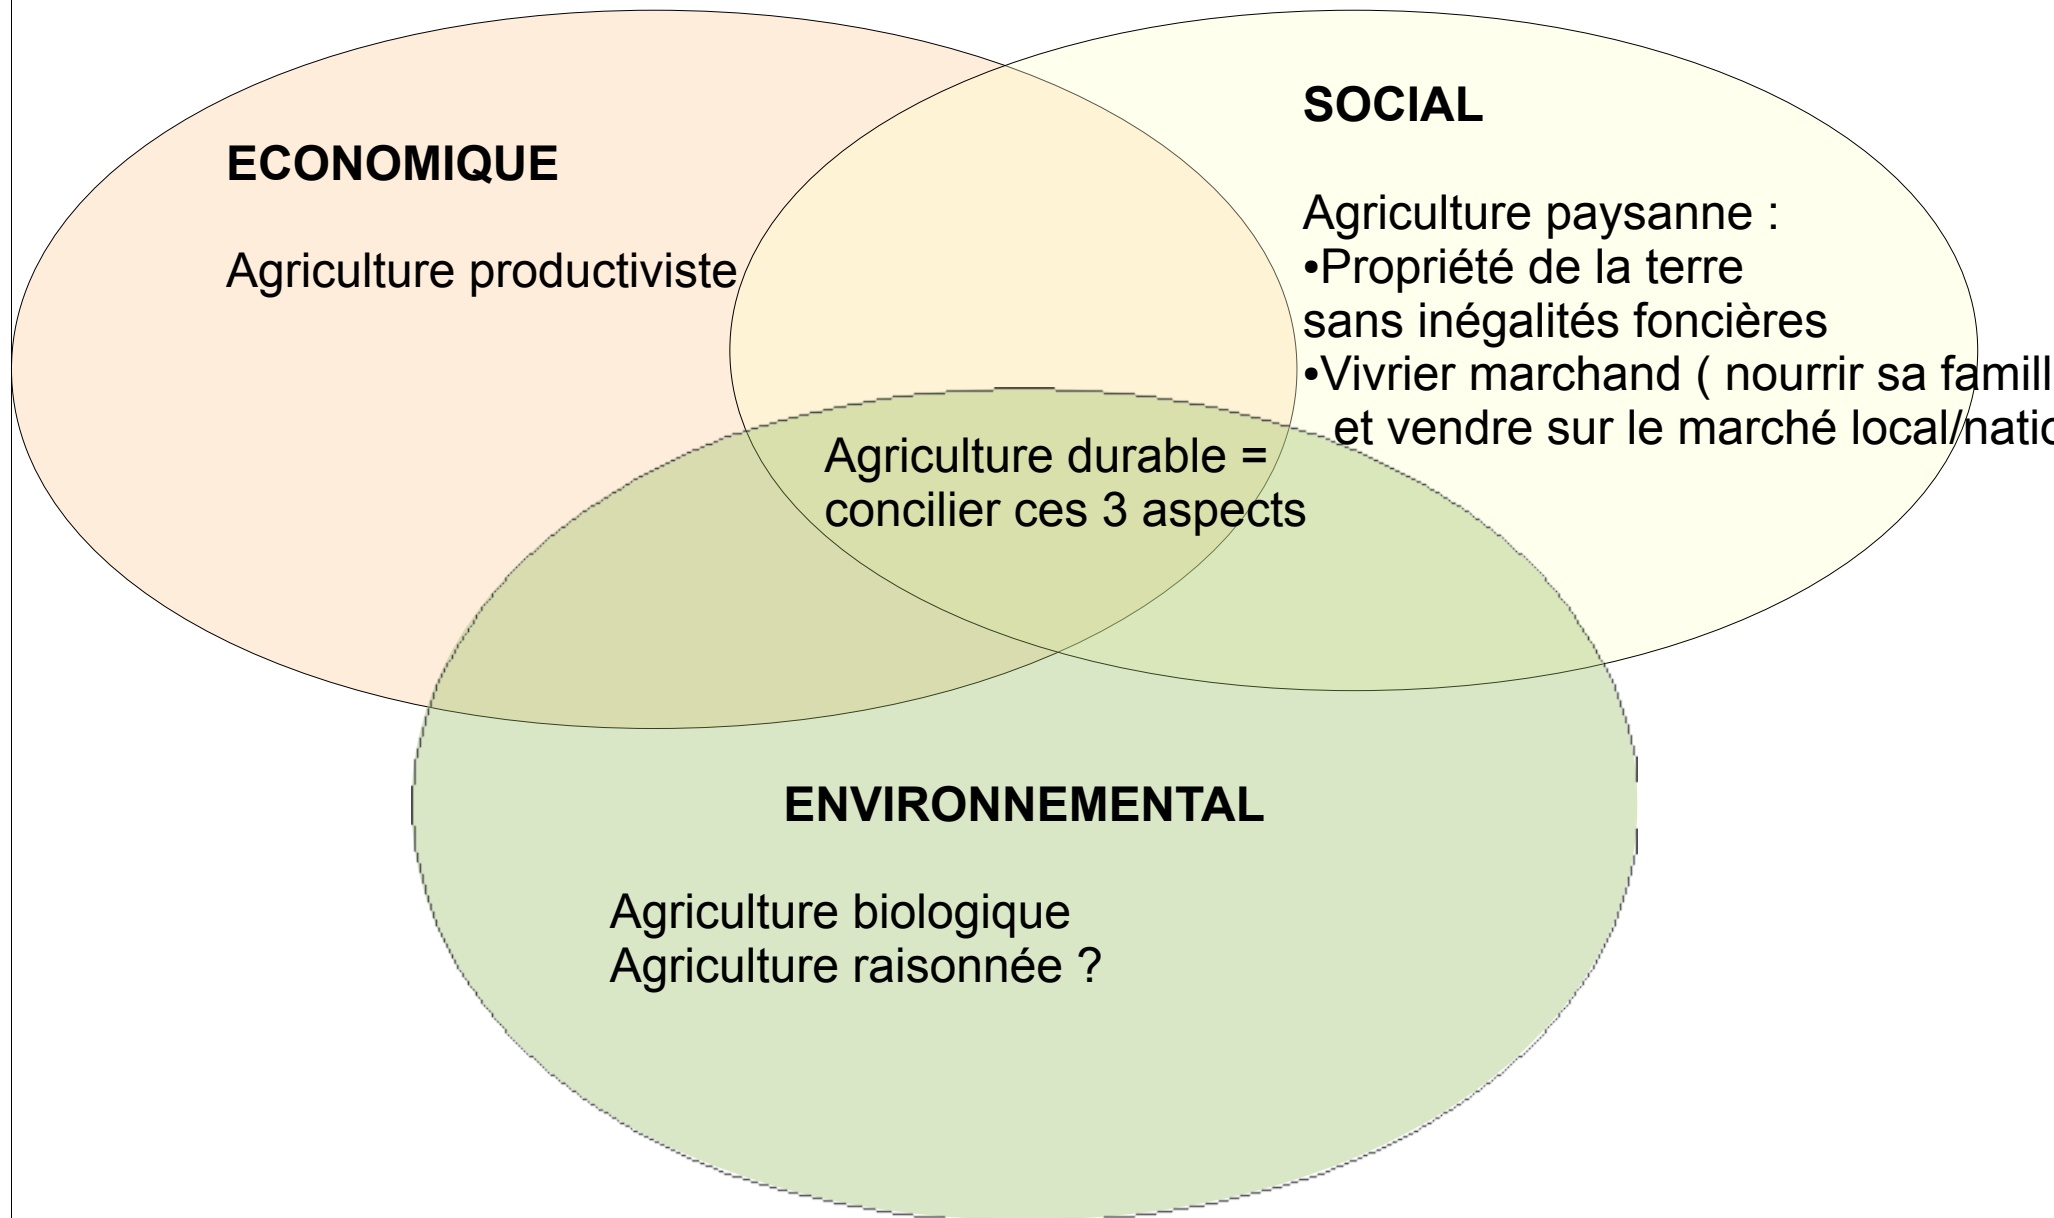 ECONOMIQUE
Agriculture productiviste
SOCIAL
Agriculture paysanne :
•Propriété de la terre
sans inégalités foncières
•Vivrier marchand ( nourrir sa famill
et vendre sur le marché local/natio
Agriculture durable =
concilier ces 3 aspects
ENVIRONNEMENTAL
Agriculture biologique
Agriculture raisonnée ?